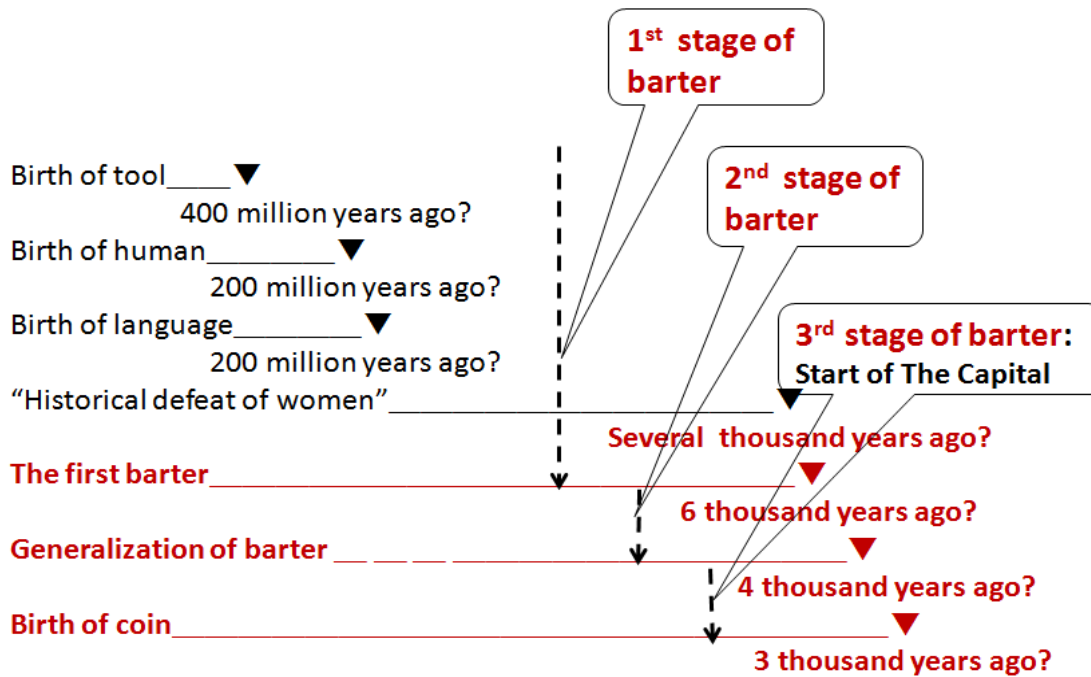 1st stage of
barter
Birth of tool____
400 million years ago?
2nd stage of
barter
Birth of human________
200 million years ago?
Birth of language________
200 million years ago?
3rd stage of barter:
Start of The Capital
“Historical defeat of women”________________________
Several thousand years ago?
The first barter____________________________________
6 thousand years ago?
Generalization of barter __ __ __ ________________________
4 thousand years ago?
Birth of coin____________________________________________
3 thousand years ago?